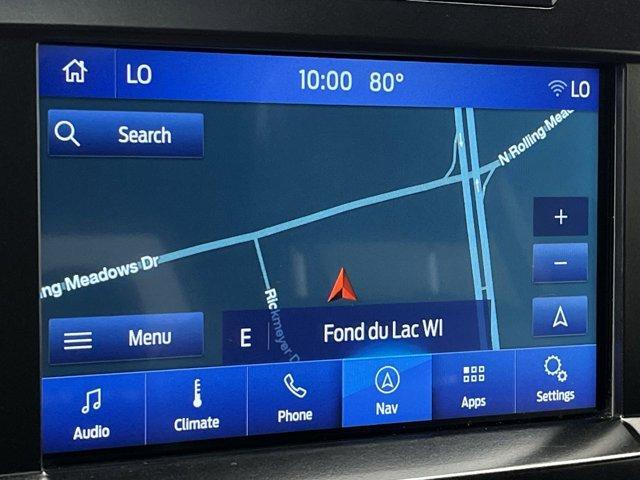 LO
10:00 80°
LO
Search
N Rolling Mea
ng Meadows Dr
Rickmeyer D
+
−
Menu
E
Fond du Lac WI
Audio
Climate
Phone
Nav
Apps
Settings